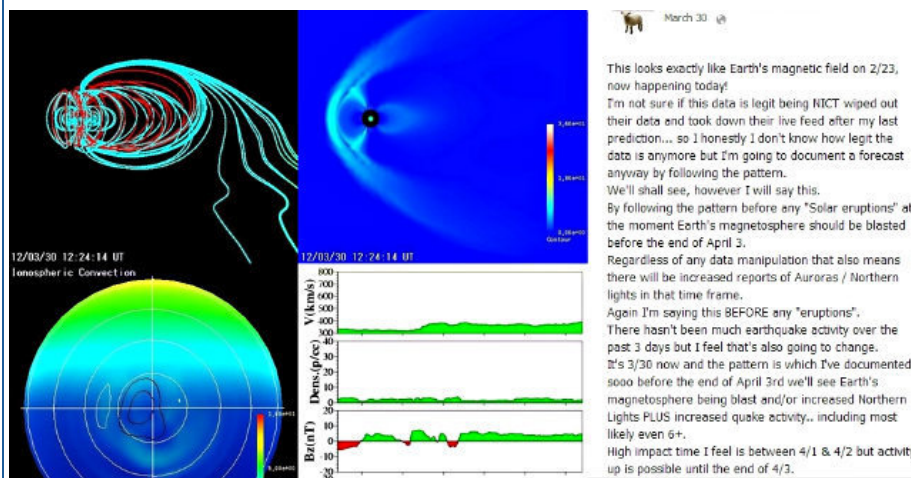 12/03/30 12:24:14 UT
Ionospheric Convection
Contour
12/03/30 12:24:14 UT
V(km/s)
800
700
600
500
400
300
Dens.(p/cc)
40
30
20
10
0
Bz(nT)
20
10
0
-10
-20
March 30
This looks exactly like Earth's magnetic field on 2/23,
now happening today!
I'm not sure if this data is legit being NICT wiped out
their data and took down their live feed after my last
prediction... so I honestly I don't know how legit the
data is anymore but I'm going to document a forecast
anyway by following the pattern.
We'll shall see, however I will say this.
By following the pattern before any "Solar eruptions" at
the moment Earth's magnetosphere should be blasted
before the end of April 3.
Regardless of any data manipulation that also means
there will be increased reports of Auroras / Northern
lights in that time frame.
Again I'm saying this BEFORE any "eruptions".
There hasn't been much earthquake activity over the
past 3 days but I feel that's also going to change.
It's 3/30 now and the pattern is which I've documented
sooo before the end of April 3rd we'll see Earth's
magnetosphere being blast and/or increased Northern
Lights PLUS increased quake activity.. including most
likely even 6+.
High impact time I feel is between 4/1 & 4/2 but activity
up is possible until the end of 4/3.